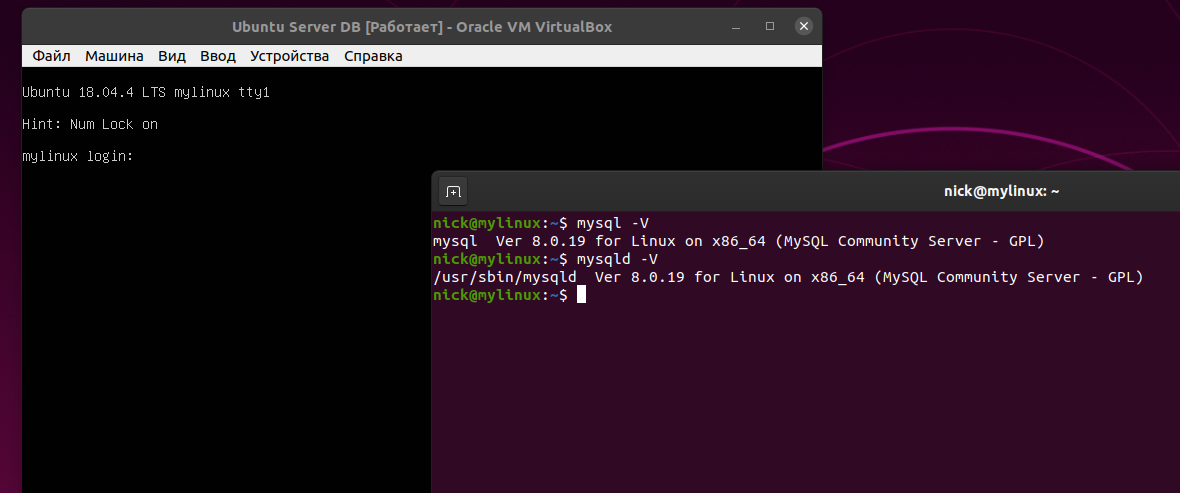 Ubuntu Server DB [Работает] - Oracle VM VirtualBox
Файл Машина Вид Ввод Устройства Справка
Ubuntu 18.04.4 LTS mylinux tty1
Hint: Num Lock on
mylinux login:
nick@mylinux: ~
nick@mylinux:~$ mysql -V
mysql  Ver 8.0.19 for Linux on x86_64 (MySQL Community Server - GPL)
nick@mylinux:~$ mysqld -V
/usr/sbin/mysqld  Ver 8.0.19 for Linux on x86_64 (MySQL Community Server - GPL)
nick@mylinux:~$